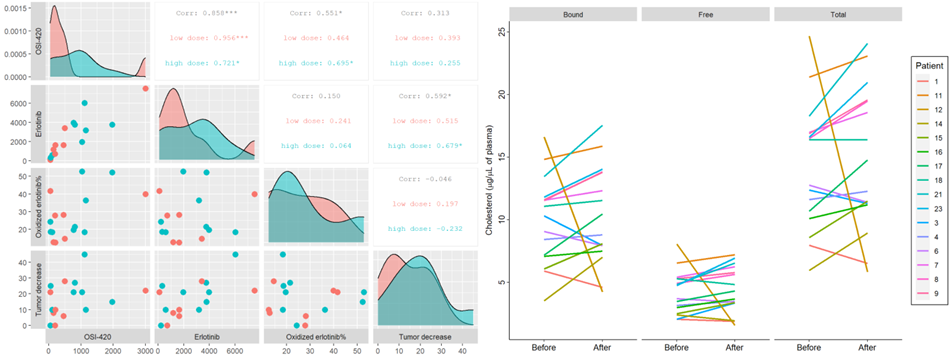 OSI-420
0.0015
0.0010
0.0005
0.0000
Corr: 0.858***
low dose: 0.956***
high dose: 0.721*
Corr: 0.551*
low dose: 0.464
high dose: 0.695*
Corr: 0.313
low dose: 0.393
high dose: 0.255
Erlotinib
6000
4000
2000
0
Corr: 0.150
low dose: 0.241
high dose: 0.064
Corr: 0.592*
low dose: 0.515
high dose: 0.679*
Oxidized erlotinib%
50
40
30
20
Corr: -0.046
low dose: 0.197
high dose: -0.232
Tumor decrease
40
30
20
10
0
0 1000 2000 3000
0 2000 4000 6000
20 30 40 50
0 10 20 30 40
OSI-420 Erlotinib Oxidized erlotinib% Tumor decrease
Bound Free Total
Cholesterol (µg/µL of plasma)
25
20
15
10
5
Before After Before After Before After
Patient
1
11
12
14
15
16
17
18
21
23
3
4
6
7
8
9